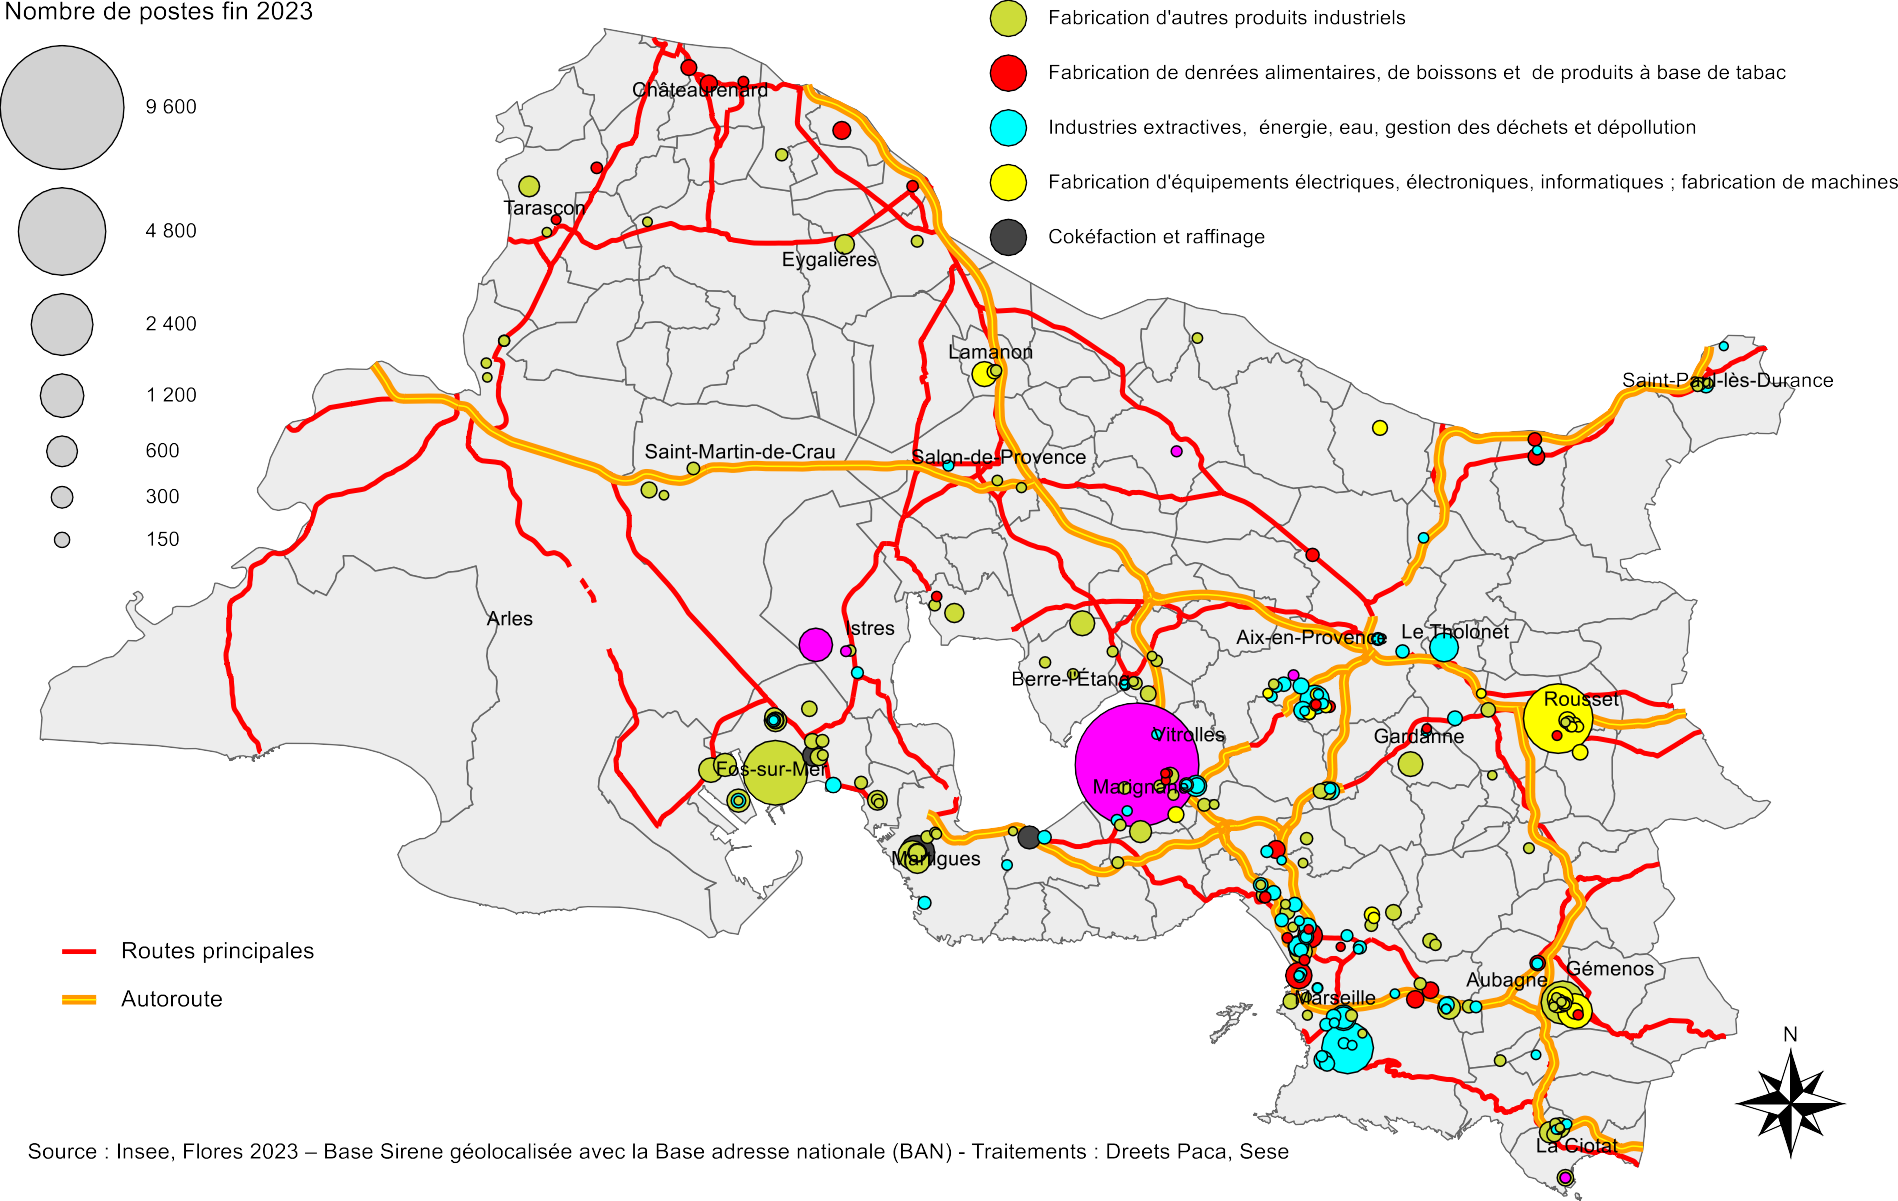 Nombre de postes fin 2023
9 600
4 800
2 400
1 200
600
300
150
Fabrication d'autres produits industriels
Fabrication de denrées alimentaires, de boissons et de produits à base de tabac
Industries extractives, énergie, eau, gestion des déchets et dépollution
Fabrication d'équipements électriques, électroniques, informatiques ; fabrication de machines
Cokéfaction et raffinage
Châteaurenard
Tarascon
Eygalières
Lamanon
Saint-Paul-lès-Durance
Saint-Martin-de-Crau
Salon-de-Provence
Arles
Istres
Aix-en-Provence
Le Tholonet
Berre-l'Étang
Rousset
Vitrolles
Gardanne
Fos-sur-Mer
Marignane
Martigues
Aubagne
Gémenos
Marseille
La Ciotat
Routes principales
Autoroute
N
Source : Insee, Flores 2023 – Base Sirene géolocalisée avec la Base adresse nationale (BAN) - Traitements : Dreets Paca, Sese